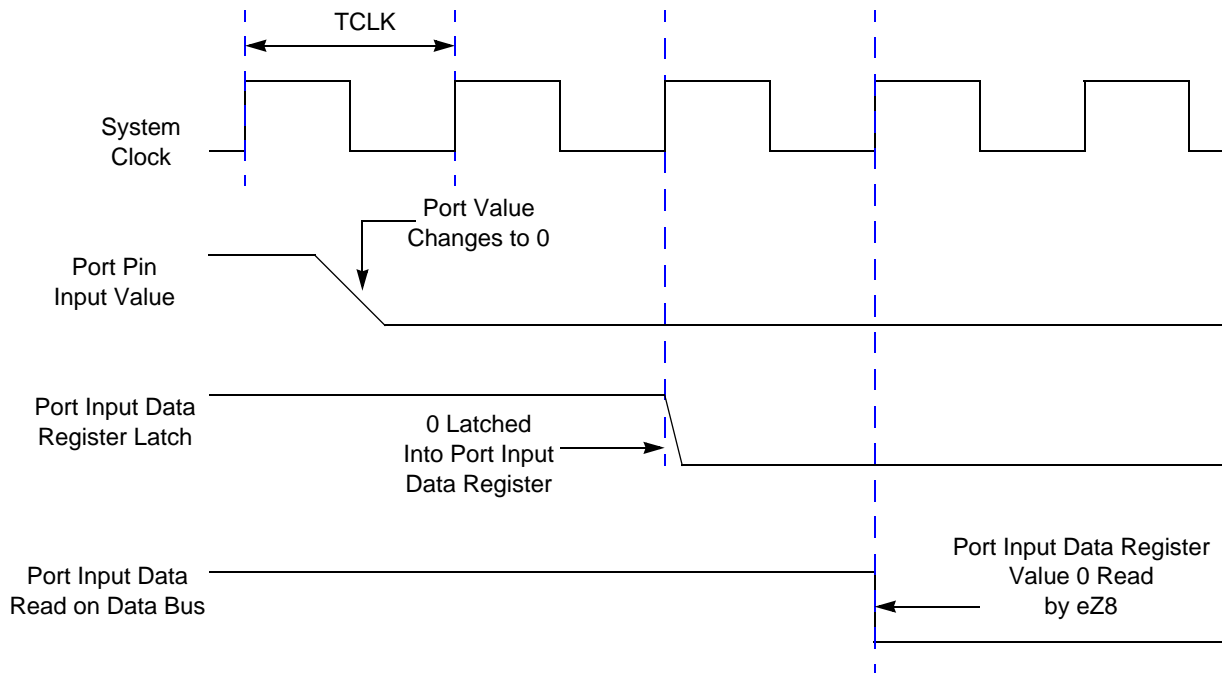 TCLK
System
Clock
Port Value
Changes to 0
Port Pin
Input Value
Port Input Data
Register Latch
0 Latched
Into Port Input
Data Register
Port Input Data
Read on Data Bus
Port Input Data Register
Value 0 Read
by eZ8